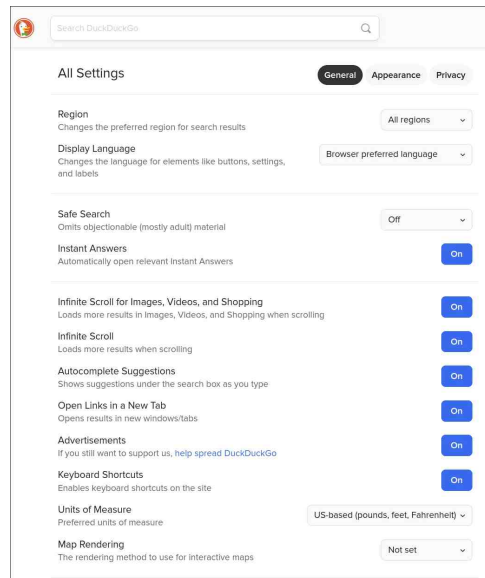 Search DuckDuckGo
All Settings
General Appearance Privacy
Region
Changes the preferred region for search results
All regions
Display Language
Changes the language for elements like buttons, settings,
and labels
Browser preferred language
Safe Search
Omits objectionable (mostly adult) material
Off
Instant Answers
Automatically open relevant Instant Answers
On
Infinite Scroll for Images, Videos, and Shopping
Loads more results in Images, Videos, and Shopping when scrolling
On
Infinite Scroll
Loads more results when scrolling
On
Autocomplete Suggestions
Shows suggestions under the search box as you type
On
Open Links in a New Tab
Opens results in new windows/tabs
On
Advertisements
If you still want to support us, help spread DuckDuckGo
On
Keyboard Shortcuts
Enables keyboard shortcuts on the site
On
Units of Measure
Preferred units of measure
US-based (pounds, feet, Fahrenheit)
Map Rendering
The rendering method to use for interactive maps
Not set